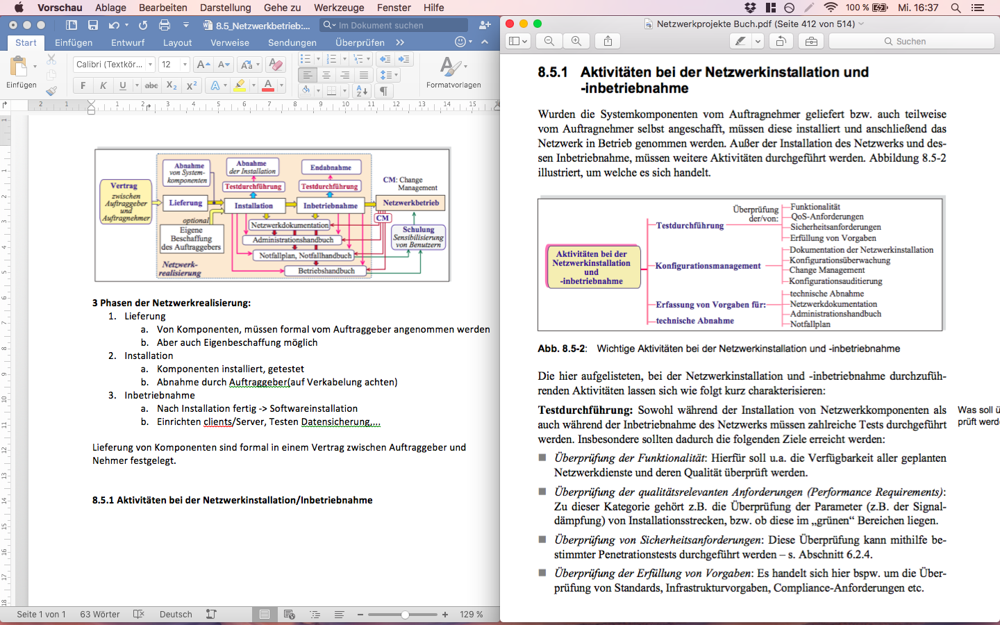 Vorschau Ablage Bearbeiten Darstellung Gehe zu Werkzeuge Fenster Hilfe 100 % Mi. 16:37
8.5_Netzwerkbetrieb:... Im Dokument suchen
Start Einfügen Entwurf Layout Verweise Sendungen Überprüfen
Calibri (Textkör... 12
Einfügen Formatvorlagen
Abnahme von System-komponenten
Abnahme der Installation
Endabnahme
CM: Change Management
Vertrag zwischen Auftraggeber und Auftragnehmer
Testdurchführung Testdurchführung
Lieferung Installation Inbetriebnahme Netzwerkbetrieb
optional
CM
Eigene Beschaffung des Auftraggebers
Netzwerkdokumentation
Administrationshandbuch
Notfallplan, Notfallhandbuch
Betriebshandbuch
Schulung Sensibilisierung von Benutzern
Netzwerk-realisierung
3 Phasen der Netzwerkrealisierung:
1. Lieferung
a. Von Komponenten, müssen formal vom Auftraggeber angenommen werden
b. Aber auch Eigenbeschaffung möglich
2. Installation
a. Komponenten installiert, getestet
b. Abnahme durch Auftraggeber(auf Verkabelung achten)
3. Inbetriebnahme
a. Nach Installation fertig -> Softwareinstallation
b. Einrichten clients/Server, Testen Datensicherung,...
Lieferung von Komponenten sind formal in einem Vertrag zwischen Auftraggeber und
Nehmer festgelegt.
8.5.1 Aktivitäten bei der Netzwerkinstallation/Inbetriebnahme
Seite 1 von 1 63 Wörter Deutsch 129 %
Netzwerkprojekte Buch.pdf (Seite 412 von 514)
Suchen
8.5.1 Aktivitäten bei der Netzwerkinstallation und
-inbetriebnahme
Wurden die Systemkomponenten vom Auftragnehmer geliefert bzw. auch teilweise
vom Auftragnehmer selbst angeschafft, müssen diese installiert und anschließend das
Netzwerk in Betrieb genommen werden. Außer der Installation des Netzwerks und des-
sen Inbetriebnahme, müssen weitere Aktivitäten durchgeführt werden. Abbildung 8.5-2
illustriert, um welche es sich handelt.
Aktivitäten bei der
Netzwerkinstallation
und
-inbetriebnahme
Testdurchführung
Überprüfung
der/von:
Funktionalität
QoS-Anforderungen
Sicherheitsanforderungen
Erfüllung von Vorgaben
Konfigurationsmanagement
Dokumentation der Netzwerkinstallation
Konfigurationsüberwachung
Change Management
Konfigurationsauditierung
Erfassung von Vorgaben für:
technische Abnahme
Netzwerkdokumentation
Administrationshandbuch
Notfallplan
technische Abnahme
Abb. 8.5-2: Wichtige Aktivitäten bei der Netzwerkinstallation und -inbetriebnahme
Die hier aufgelisteten, bei der Netzwerkinstallation und -inbetriebnahme durchzufüh-
renden Aktivitäten lassen sich wie folgt kurz charakterisieren:
Testdurchführung: Sowohl während der Installation von Netzwerkkomponenten als
auch während der Inbetriebnahme des Netzwerks müssen zahlreiche Tests durchgeführt
werden. Insbesondere sollten dadurch die folgenden Ziele erreicht werden:
Was soll ü
prüft werd
Überprüfung der Funktionalität: Hierfür soll u.a. die Verfügbarkeit aller geplanten
Netzwerkdienste und deren Qualität überprüft werden.
Überprüfung der qualitätsrelevanten Anforderungen (Performance Requirements):
Zu dieser Kategorie gehört z.B. die Überprüfung der Parameter (z.B. der Signal-
dämpfung) von Installationsstrecken, bzw. ob diese im „grünen“ Bereichen liegen.
Überprüfung von Sicherheitsanforderungen: Diese Überprüfung kann mithilfe be-
stimmter Penetrationstests durchgeführt werden – s. Abschnitt 6.2.4.
Überprüfung der Erfüllung von Vorgaben: Es handelt sich hier bspw. um die Über-
prüfung von Standards, Infrastrukturvorgaben, Compliance-Anforderungen etc.